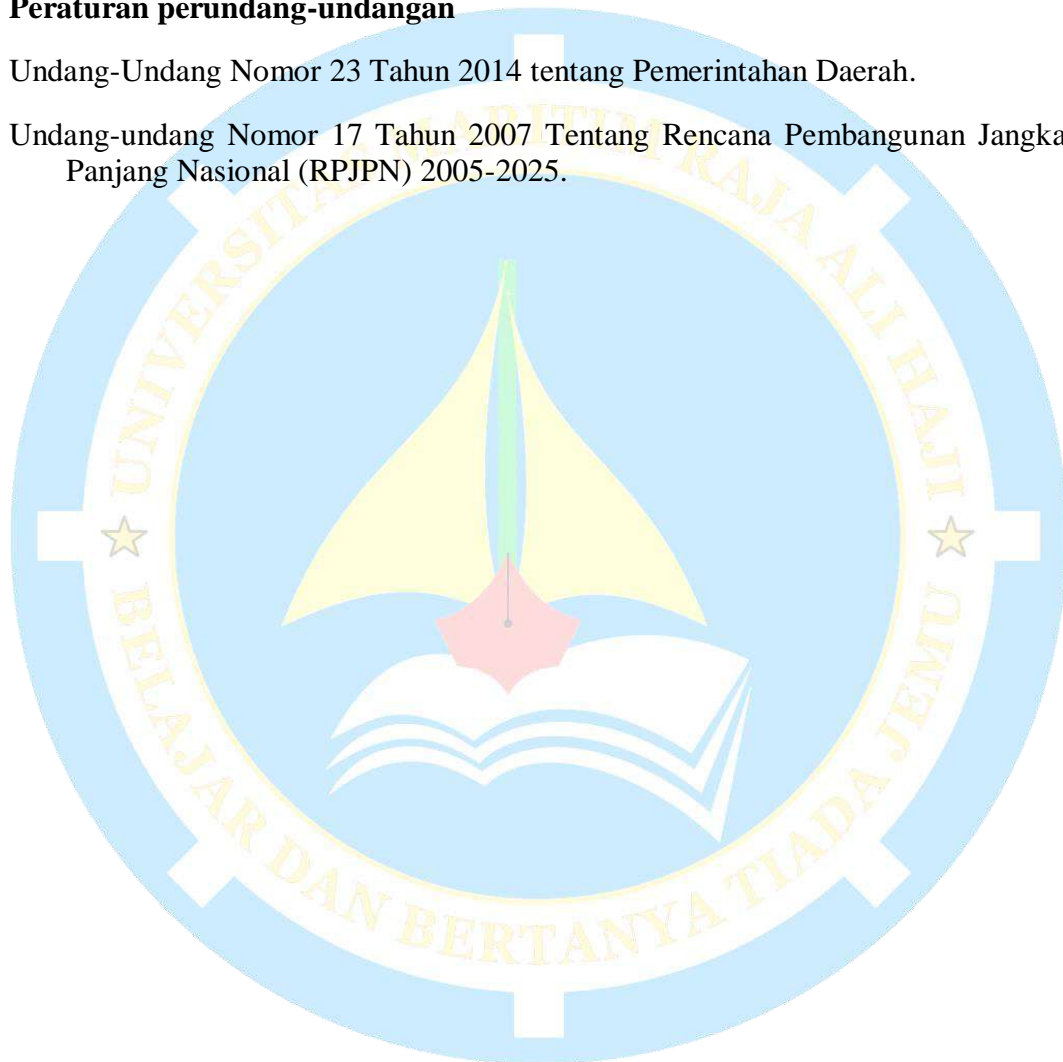 Peraturan perundang-undangan
Undang-Undang Nomor 23 Tahun 2014 tentang Pemerintahan Daerah.
Undang-undang Nomor 17 Tahun 2007 Tentang Rencana Pembangunan Jangka
Panjang Nasional (RPJPN) 2005-2025.
UNIVERSITAS MARITIM RAJA ALI HAJI
BELAJAR DAN BERTANYA TIADA JEMU